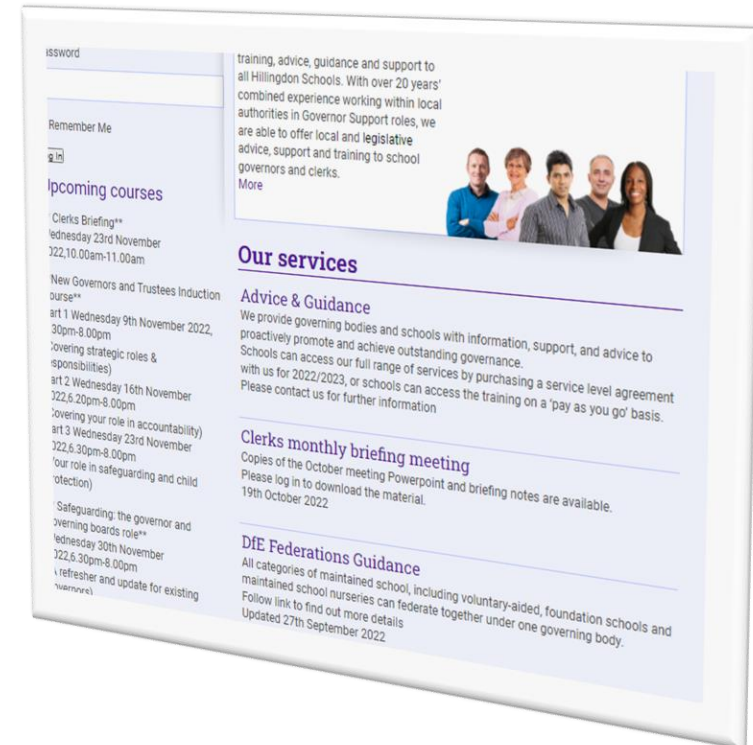 assword
Remember Me
g In
pcoming courses
Clerks Briefing**
ednesday 23rd November
022,10.00am-11.00am
New Governors and Trustees Induction
ourse**
art 1 Wednesday 9th November 2022,
30pm-8.00pm
overing strategic roles &
sponsibilities)
art 2 Wednesday 16th November
022,6.20pm-8.00pm
overing your role in accountability)
art 3 Wednesday 23rd November
022,6.30pm-8.00pm
our role in safeguarding and child
otection)
Safeguarding: the governor and
overning boards role**
ednesday 30th November
022,6.30pm-8.00pm
refresher and update for existing
overnors)
training, advice, guidance and support to
all Hillingdon Schools. With over 20 years'
combined experience working within local
authorities in Governor Support roles, we
are able to offer local and legislative
advice, support and training to school
governors and clerks.
More
Our services
Advice & Guidance
We provide governing bodies and schools with information, support, and advice to
proactively promote and achieve outstanding governance.
Schools can access our full range of services by purchasing a service level agreement
with us for 2022/2023, or schools can access the training on a 'pay as you go' basis.
Please contact us for further information
Clerks monthly briefing meeting
Copies of the October meeting Powerpoint and briefing notes are available.
Please log in to download the material.
19th October 2022
DfE Federations Guidance
All categories of maintained school, including voluntary-aided, foundation schools and
maintained school nurseries can federate together under one governing body.
Follow link to find out more details
Updated 27th September 2022